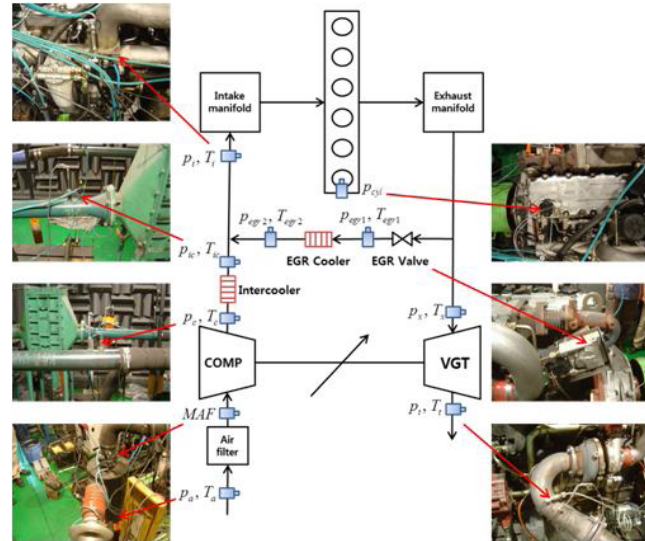 Intake
manifold
Exhaust
manifold
p_i, T_i
p_cyl
p_egr2, T_egr2
p_egr1, T_egr1
p_ic, T_ic
EGR Cooler
EGR Valve
Intercooler
p_c, T_c
p_x, T_x
COMP
VGT
MAF
p_t, T_t
Air
filter
p_a, T_a